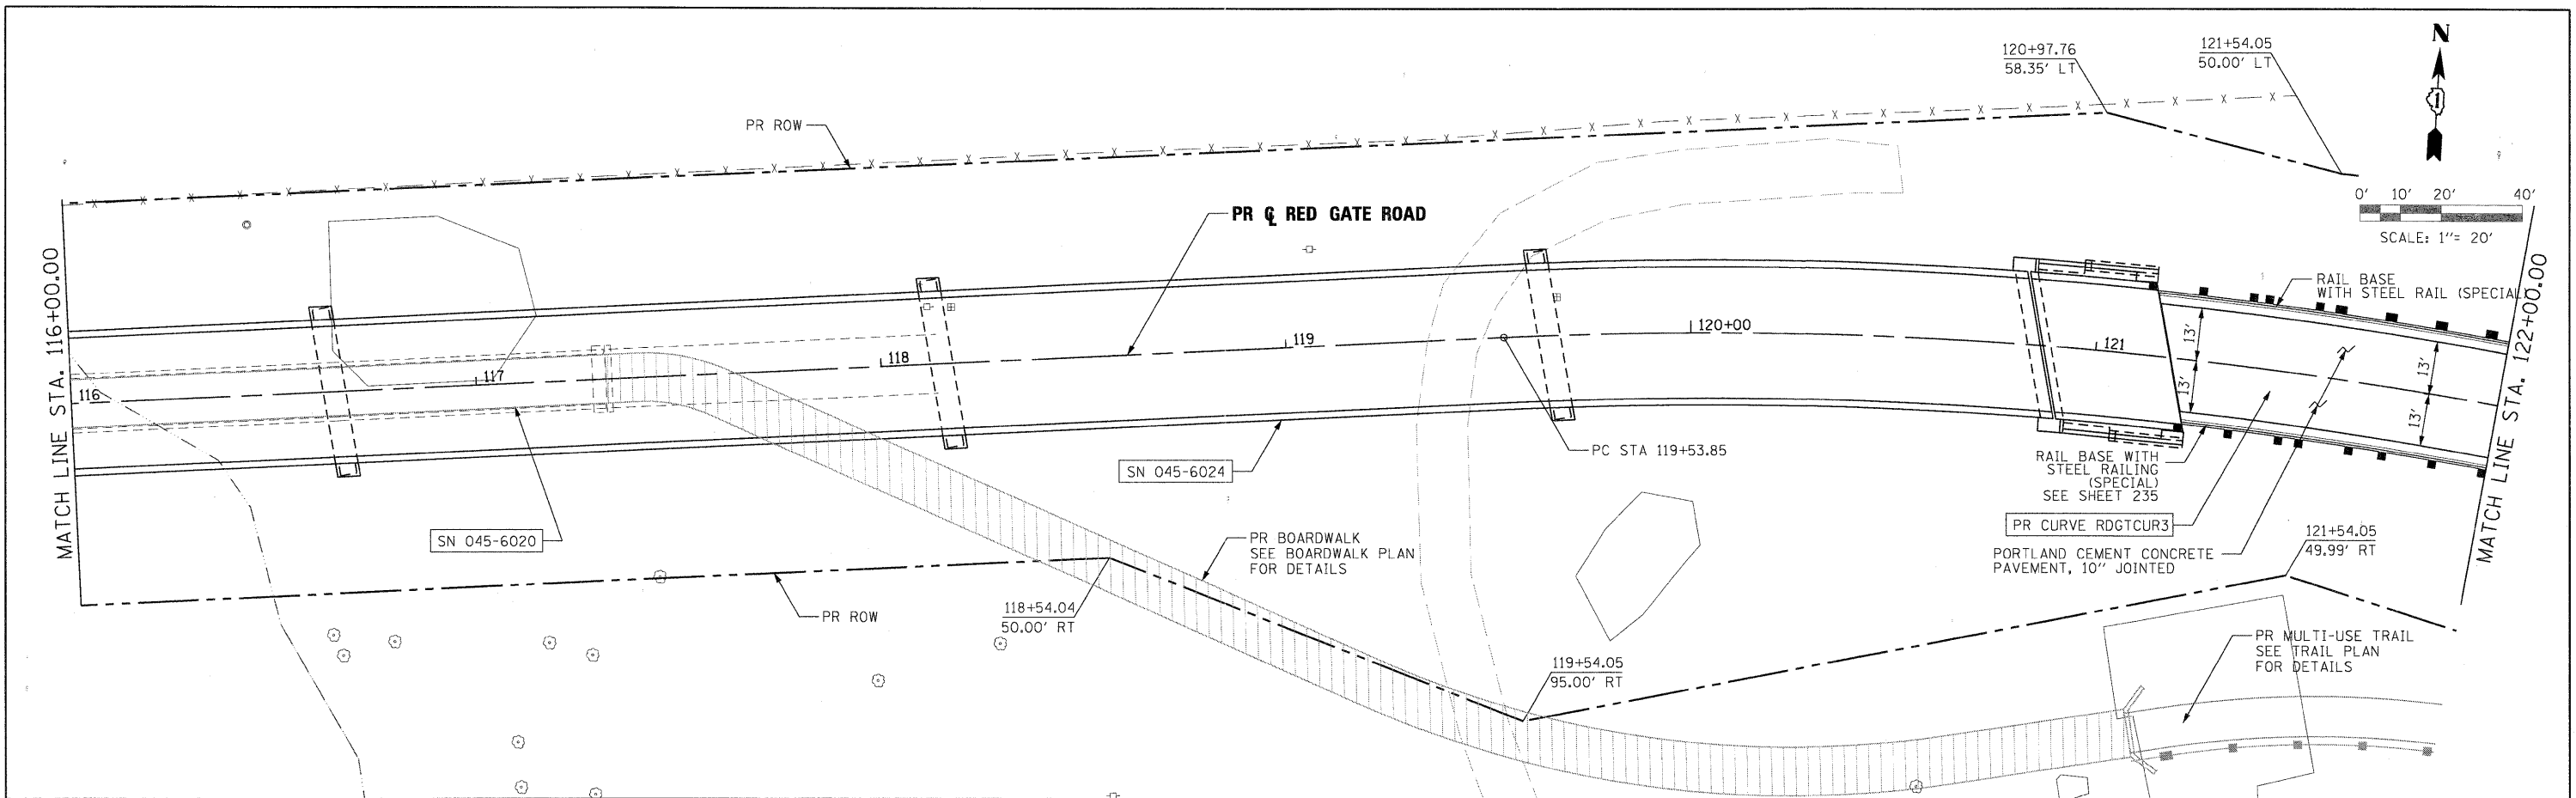 120+97.76
58.35' LT
121+54.05
50.00' LT
N
1
PR ROW
0' 10' 20' 40'
SCALE: 1"= 20'
PR ℄ RED GATE ROAD
RAIL BASE
WITH STEEL RAIL (SPECIAL)
MATCH LINE STA. 116+00.00
MATCH LINE STA. 122+00.00
116
117
118
119
120+00
121
13'
13'
13'
13'
PC STA 119+53.85
SN 045-6024
SN 045-6020
RAIL BASE WITH
STEEL RAILING
(SPECIAL)
SEE SHEET 235
PR CURVE RDGTCUR3
PORTLAND CEMENT CONCRETE
PAVEMENT, 10" JOINTED
121+54.05
49.99' RT
PR BOARDWALK
SEE BOARDWALK PLAN
FOR DETAILS
118+54.04
50.00' RT
PR ROW
119+54.05
95.00' RT
PR MULTI-USE TRAIL
SEE TRAIL PLAN
FOR DETAILS